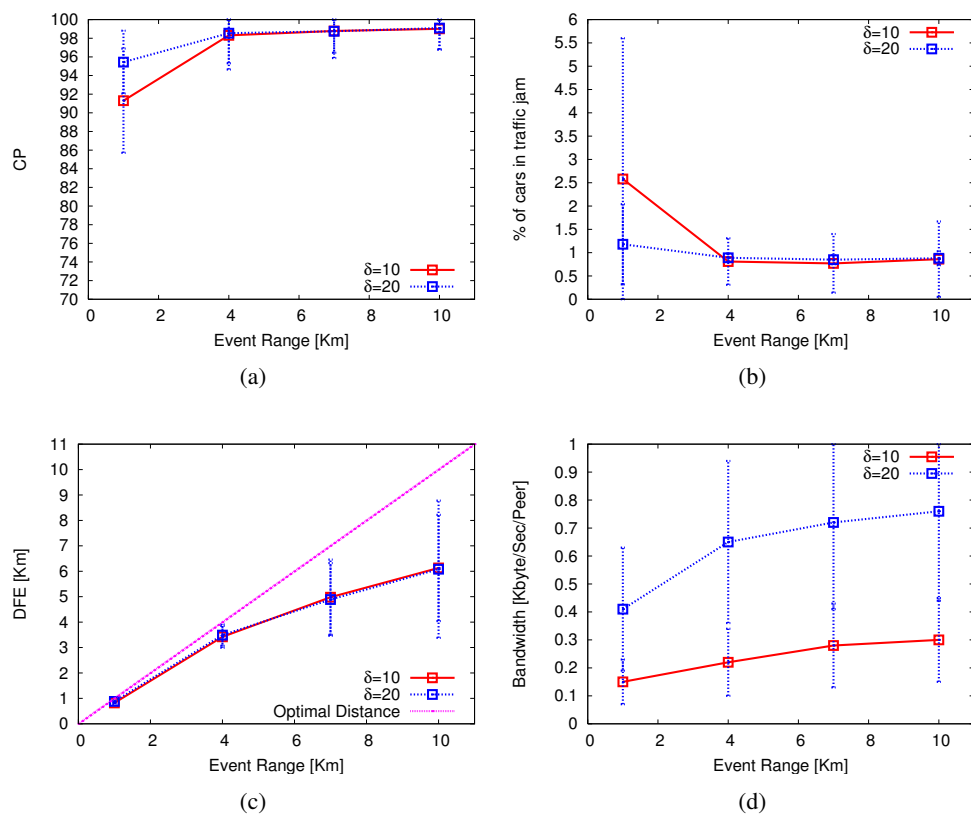 100
98
96
94
92
90
88
86
84
82
80
78
76
74
72
70
CP
δ=10
δ=20
0 2 4 6 8 10
Event Range [Km]
(a)
6
5.5
5
4.5
4
3.5
3
2.5
2
1.5
1
0.5
0
% of cars in traffic jam
δ=10
δ=20
0 2 4 6 8 10
Event Range [Km]
(b)
11
10
9
8
7
6
5
4
3
2
1
0
DFE [Km]
δ=10
δ=20
Optimal Distance
0 2 4 6 8 10
Event Range [Km]
(c)
1
0.9
0.8
0.7
0.6
0.5
0.4
0.3
0.2
0.1
0
Bandwidth [Kbyte/Sec/Peer]
δ=10
δ=20
0 2 4 6 8 10
Event Range [Km]
(d)